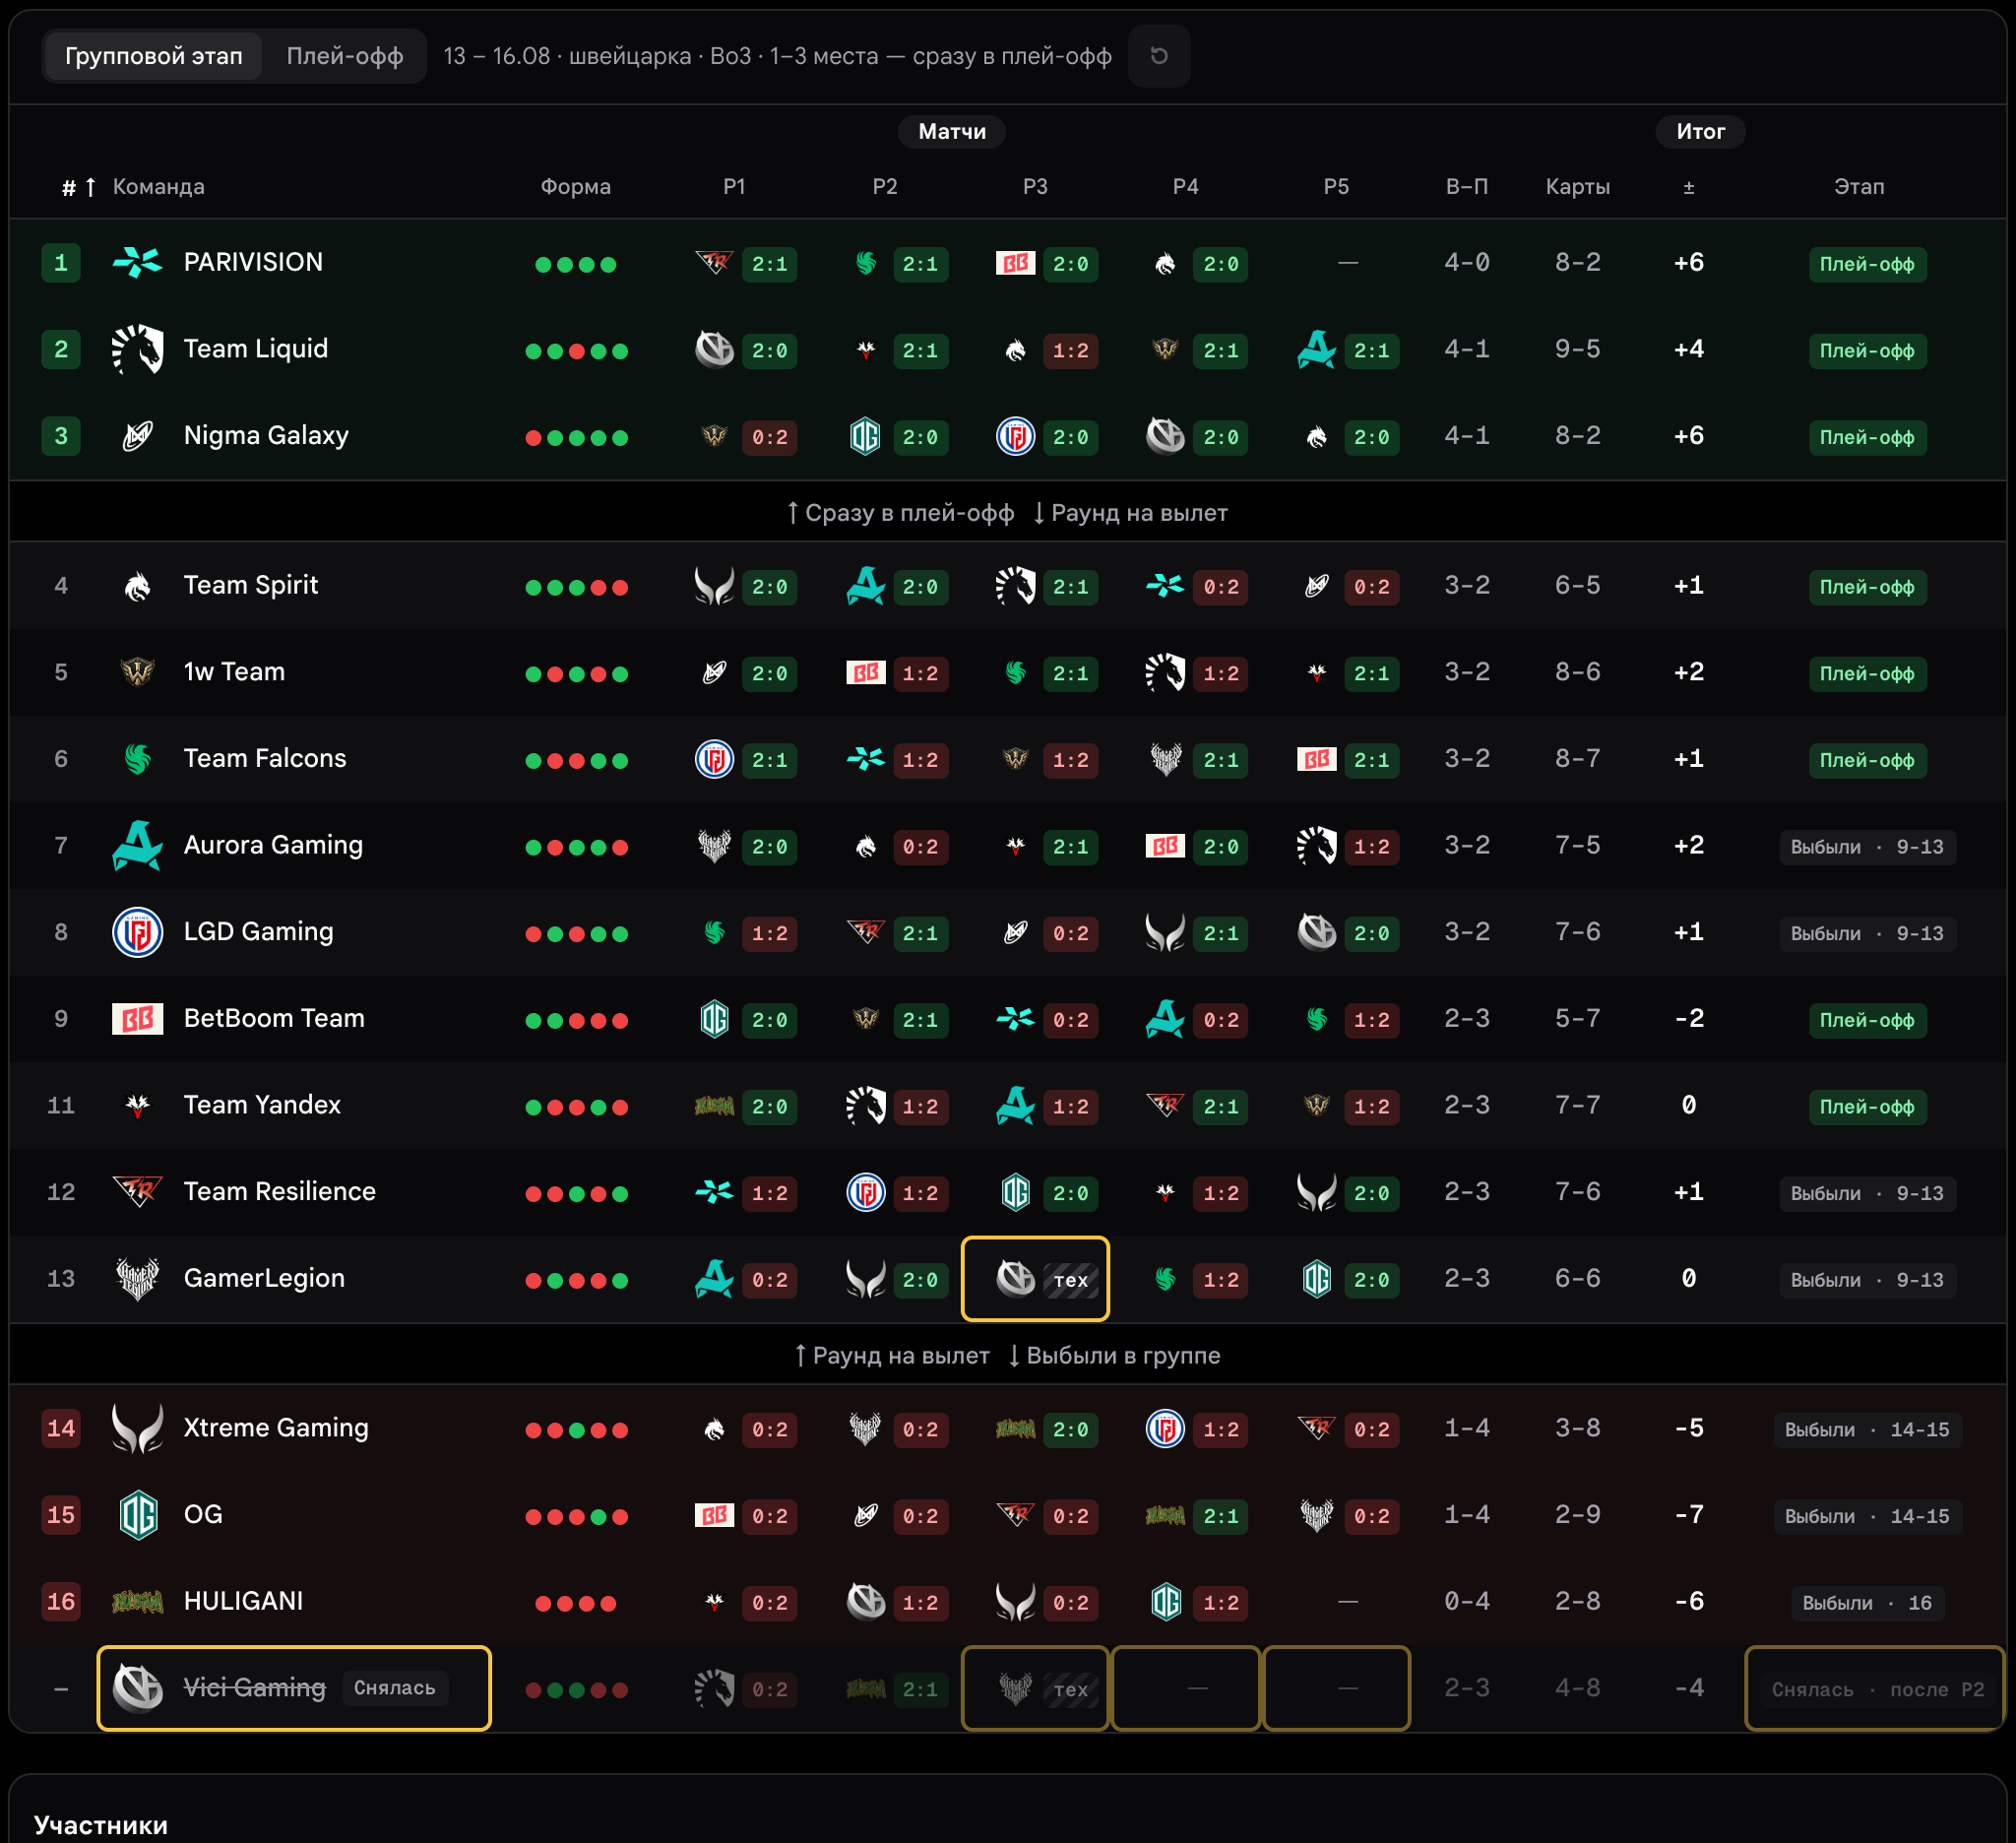 Групповой этап Плей-офф 13 – 16.08 · швейцарка · Bo3 · 1–3 места — сразу в плей-офф
Матчи Итог
# ↑ Команда Форма Р1 Р2 Р3 Р4 Р5 В–П Карты ± Этап
1 PARIVISION 2:1 2:1 2:0 2:0 — 4-0 8-2 +6 Плей-офф
2 Team Liquid 2:0 2:1 1:2 2:1 2:1 4-1 9-5 +4 Плей-офф
3 Nigma Galaxy 0:2 2:0 2:0 2:0 2:0 4-1 8-2 +6 Плей-офф
↑ Сразу в плей-офф ↓ Раунд на вылет
4 Team Spirit 2:0 2:0 2:1 0:2 0:2 3-2 6-5 +1 Плей-офф
5 1w Team 2:0 BB 1:2 2:1 1:2 2:1 3-2 8-6 +2 Плей-офф
6 Team Falcons 2:1 1:2 1:2 2:1 2:1 3-2 8-7 +1 Плей-офф
7 Aurora Gaming 2:0 0:2 2:1 2:0 1:2 3-2 7-5 +2 Выбыли · 9-13
8 LGD Gaming 1:2 2:1 0:2 2:1 2:0 3-2 7-6 +1 Выбыли · 9-13
9 BetBoom Team 2:0 2:1 0:2 0:2 1:2 2-3 5-7 -2 Плей-офф
11 Team Yandex 2:0 1:2 1:2 2:1 1:2 2-3 7-7 0 Плей-офф
12 Team Resilience 1:2 1:2 2:0 1:2 2:0 2-3 7-6 +1 Выбыли · 9-13
13 GamerLegion 0:2 2:0 тех 1:2 2:0 2-3 6-6 0 Выбыли · 9-13
↑ Раунд на вылет ↓ Выбыли в группе
14 Xtreme Gaming 0:2 0:2 2:0 1:2 0:2 1-4 3-8 -5 Выбыли · 14-15
15 OG 0:2 0:2 0:2 2:1 0:2 1-4 2-9 -7 Выбыли · 14-15
16 HULIGANI 0:2 1:2 0:2 1:2 — 0-4 2-8 -6 Выбыли · 16
— Vici Gaming Снялась 0:2 2:1 тех — — 2-3 4-8 -4 Снялась · после Р2
Участники